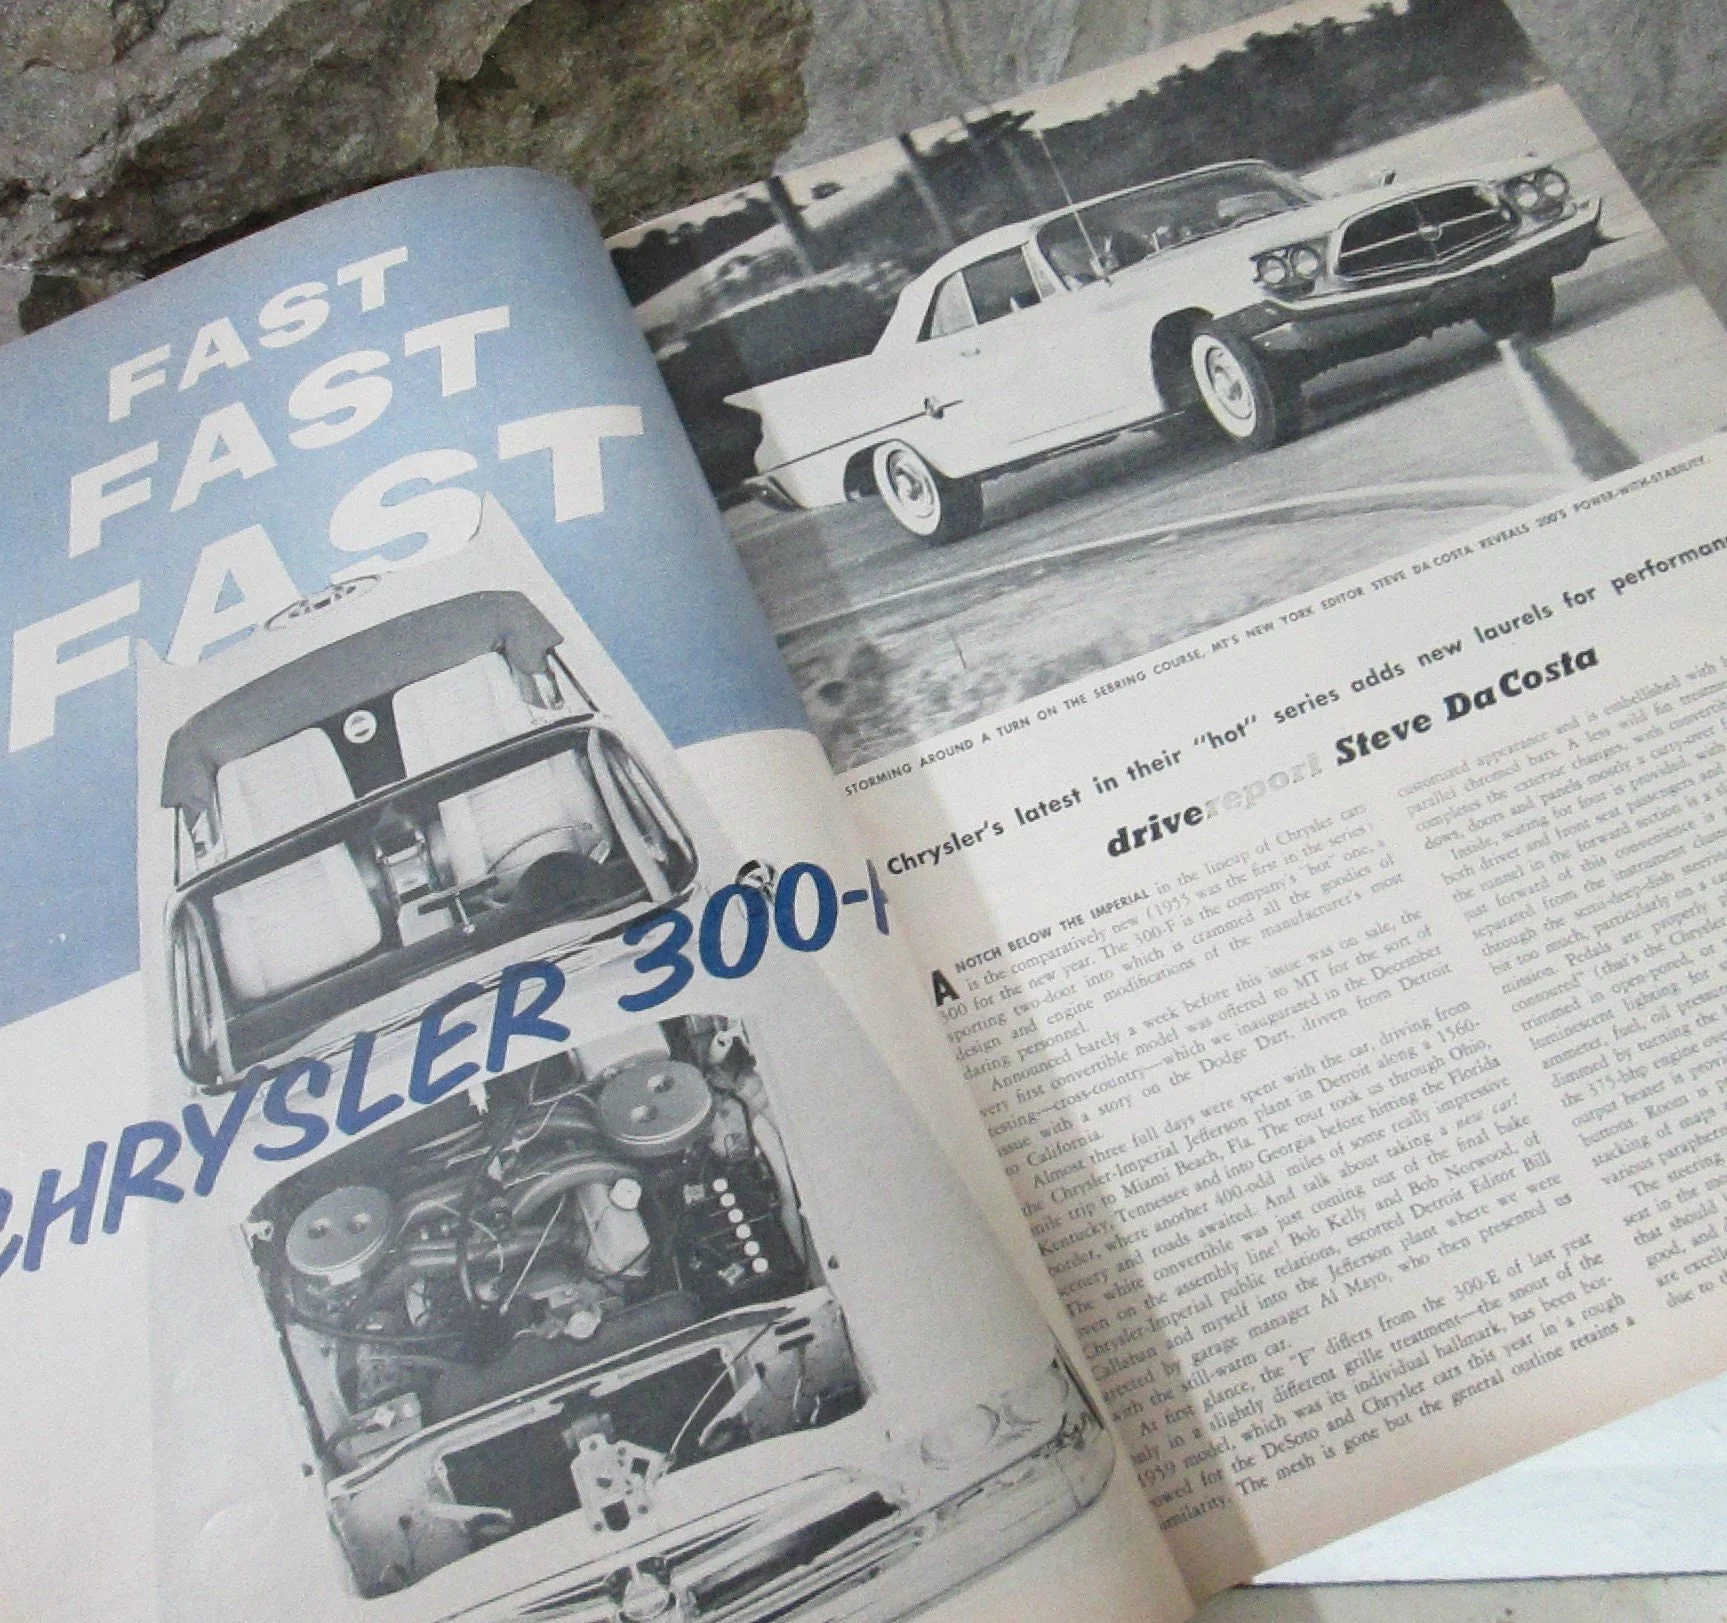 FAST
FAST
FAST
CHRYSLER 300-
STORMING AROUND A TURN ON THE SEBRING COURSE, MT'S NEW YORK EDITOR STEVE DA COSTA REVEALS 300'S POWER-WITH-STABILITY.
Chrysler's latest in their "hot" series adds new laurels for
drivereport Steve DaCosta
A NOTCH BELOW THE IMPERIAL in the lineup of Chrysler cars
is the comparatively new (1955 was the first in the series)
300 for the new year. The 300-F is the company's "hot" one, a
sporting two-door into which is crammed all the goodies of
design and engine modifications of the manufacturer's most
daring personnel.
Announced barely a week before this issue was on sale, the
very first convertible model was offered to MT for the sort of
testing—cross-country—which we inaugurated in the December
issue with a story on the Dodge Dart, driven from Detroit
to California.
Almost three full days were spent with the car, driving from
the Chrysler-Imperial Jefferson plant in Detroit along a 1560-
mile trip to Miami Beach, Fla. The tour took us through Ohio,
Kentucky, Tennessee and into Georgia before hitting the Florida
border, where another 400-odd miles of some really impressive
scenery and roads awaited. And talk about taking a new car!
The white convertible was just coming out of the final bake
oven on the assembly line! Bob Kelly and Bob Norwood, of
Chrysler-Imperial public relations, escorted Detroit Editor Bill
Callahan and myself into the Jefferson plant where we were
greeted by garage manager Al Mayo, who then presented us
with the still-warm car.
At first glance, the "F" differs from the 300-E of last year
only in a slightly different grille treatment—the snout of the
1959 model, which was its individual hallmark, has been bor-
rowed for the DeSoto and Chrysler cars this year in a rough
similarity. The mesh is gone but the general outline retains a
customed appearance and is embellished with
parallel chromed bars. A less wild fin
completes the exterior changes, with
dows, doors and panels mostly a carry-over
Inside, seating for four is provided, with
both driver and front seat passengers and
the tunnel in the forward section is a
just forward of this convenience is
separated from the instrument
through the semi-deep-dish
bit too much, particularly on a
mission. Pedals are properly
contoured" (that's the
trimmed in open-pored, or
luminescent lighting for
ammeter, fuel, oil
dimmed by turning the
the 375-bhp engine
output heater is
buttons. Room is
stacking of maps
various
The steering
seat in the
that should
good, and
are
due to